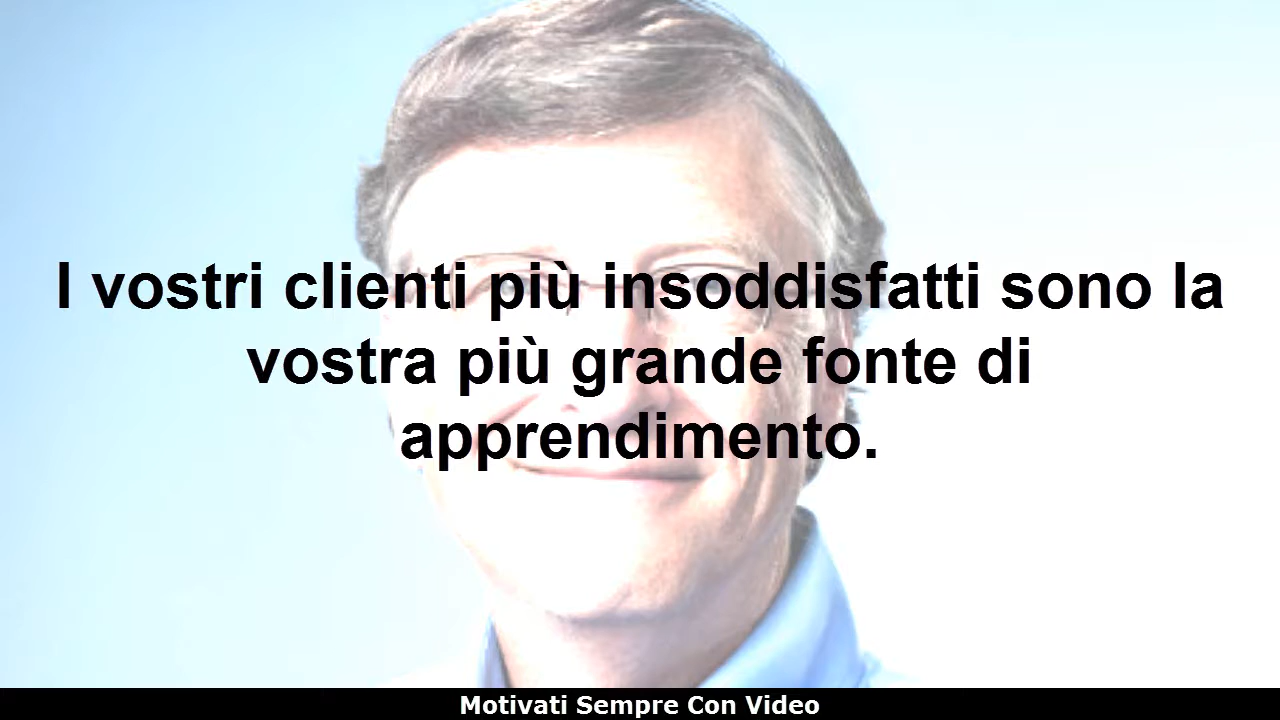 I vostri clienti più insoddisfatti sono la
vostra più grande fonte di
apprendimento.
Motivati Sempre Con Video